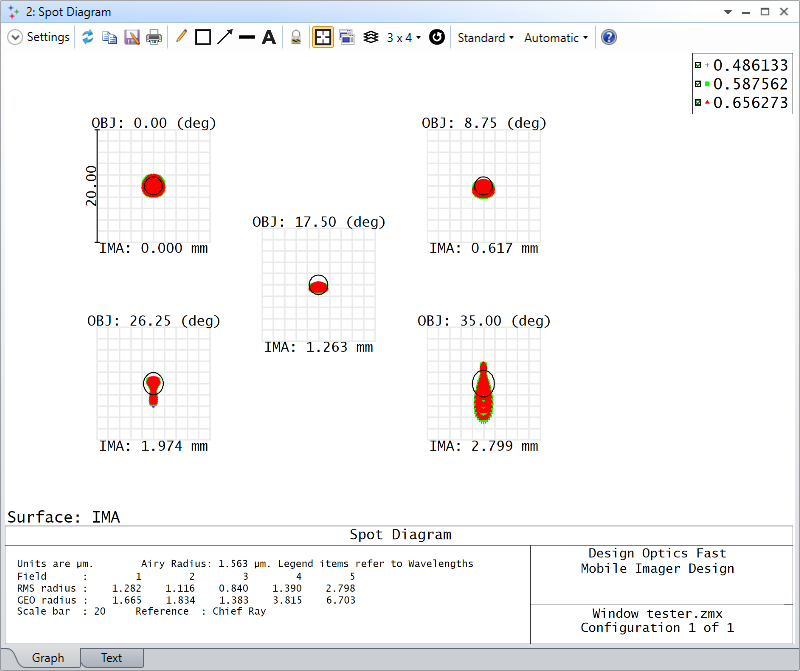 2: Spot Diagram
Settings
A
3 x 4
Standard
Automatic
?
0.486133
0.587562
0.656273
OBJ: 0.00 (deg)
20.00
IMA: 0.000 mm
OBJ: 8.75 (deg)
IMA: 0.617 mm
OBJ: 17.50 (deg)
IMA: 1.263 mm
OBJ: 26.25 (deg)
IMA: 1.974 mm
OBJ: 35.00 (deg)
IMA: 2.799 mm
Surface: IMA
Spot Diagram
Units are µm. Airy Radius: 1.563 µm. Legend items refer to Wavelengths
Field : 1 2 3 4 5
RMS radius : 1.282 1.116 0.840 1.390 2.798
GEO radius : 1.665 1.834 1.383 3.815 6.703
Scale bar : 20 Reference : Chief Ray
Design Optics Fast
Mobile Imager Design
Window tester.zmx
Configuration 1 of 1
Graph
Text